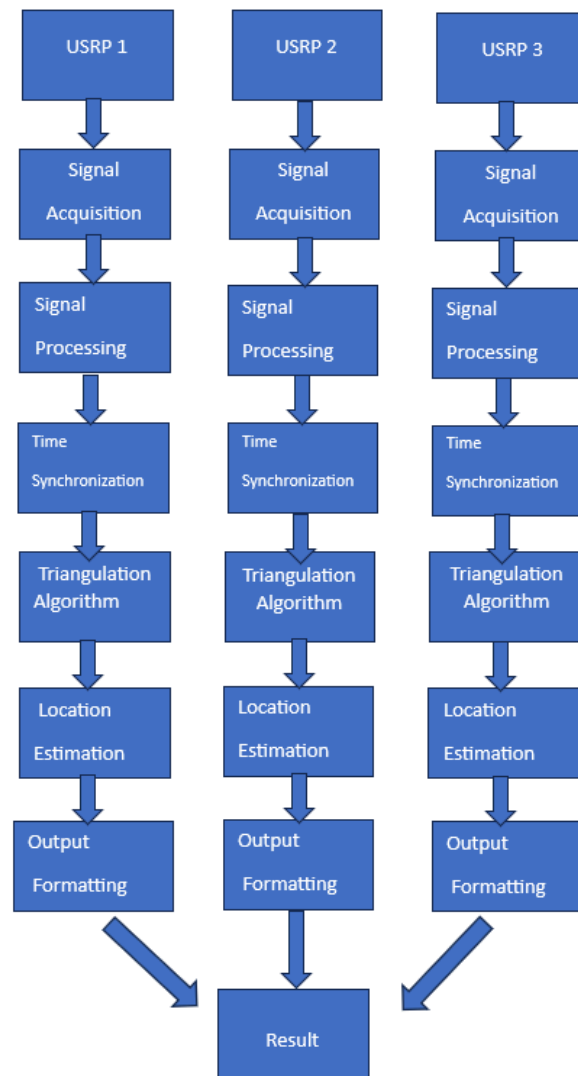 USRP 1
USRP 2
USRP 3
Signal
Acquisition
Signal
Acquisition
Signal
Acquisition
Signal
Processing
Signal
Processing
Signal
Processing
Time
Synchronization
Time
Synchronization
Time
Synchronization
Triangulation
Algorithm
Triangulation
Algorithm
Triangulation
Algorithm
Location
Estimation
Location
Estimation
Location
Estimation
Output
Formatting
Output
Formatting
Output
Formatting
Result